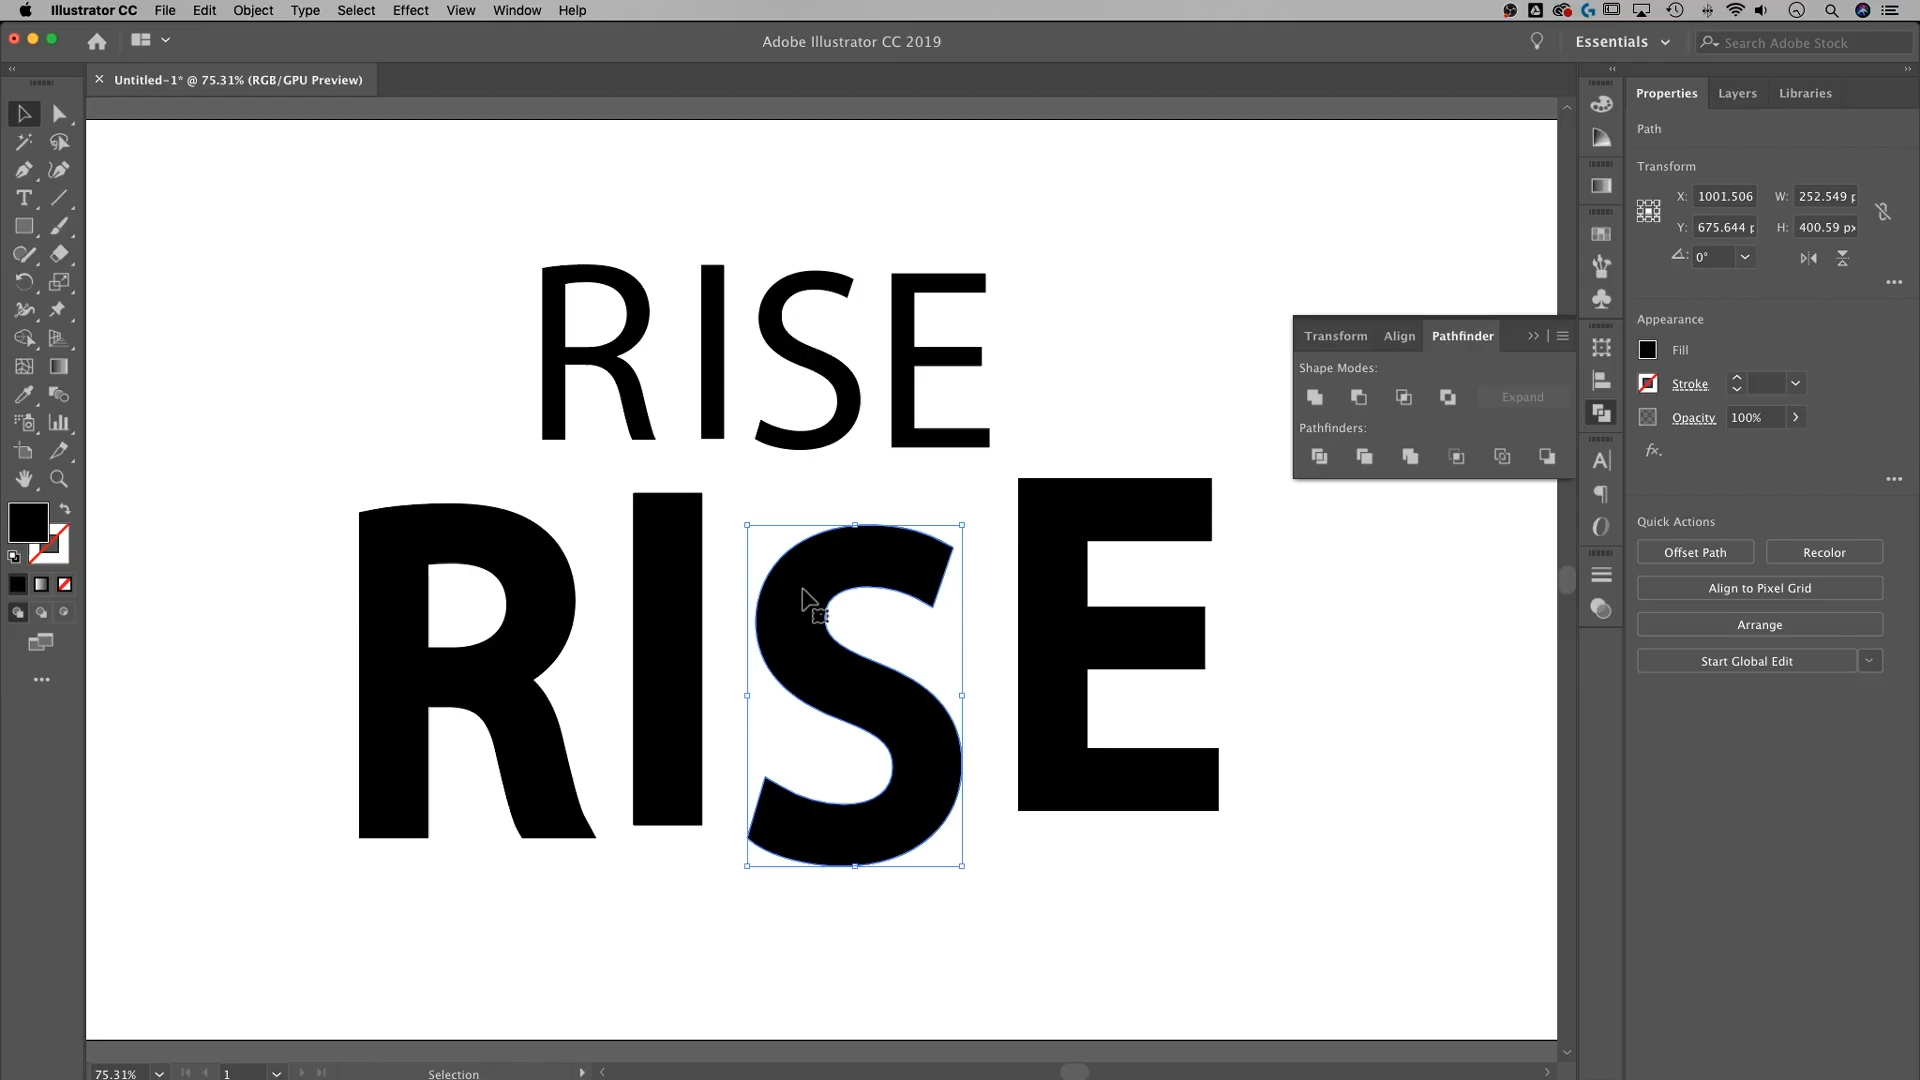 Illustrator CC File Edit Object Type Select Effect View Window Help
Adobe Illustrator CC 2019
Essentials
Search Adobe Stock
Untitled-1* @ 75.31% (RGB/GPU Preview)
Properties Layers Libraries
Path
Transform
X: 1001.506 W: 252.549 p
Y: 675.644 p H: 400.59 px
0°
Appearance
Fill
Stroke
Opacity 100%
fx.
Quick Actions
Offset Path Recolor
Align to Pixel Grid
Arrange
Start Global Edit
Transform Align Pathfinder
Shape Modes:
Expand
Pathfinders:
RISE
RISE
75.31% 1 Selection